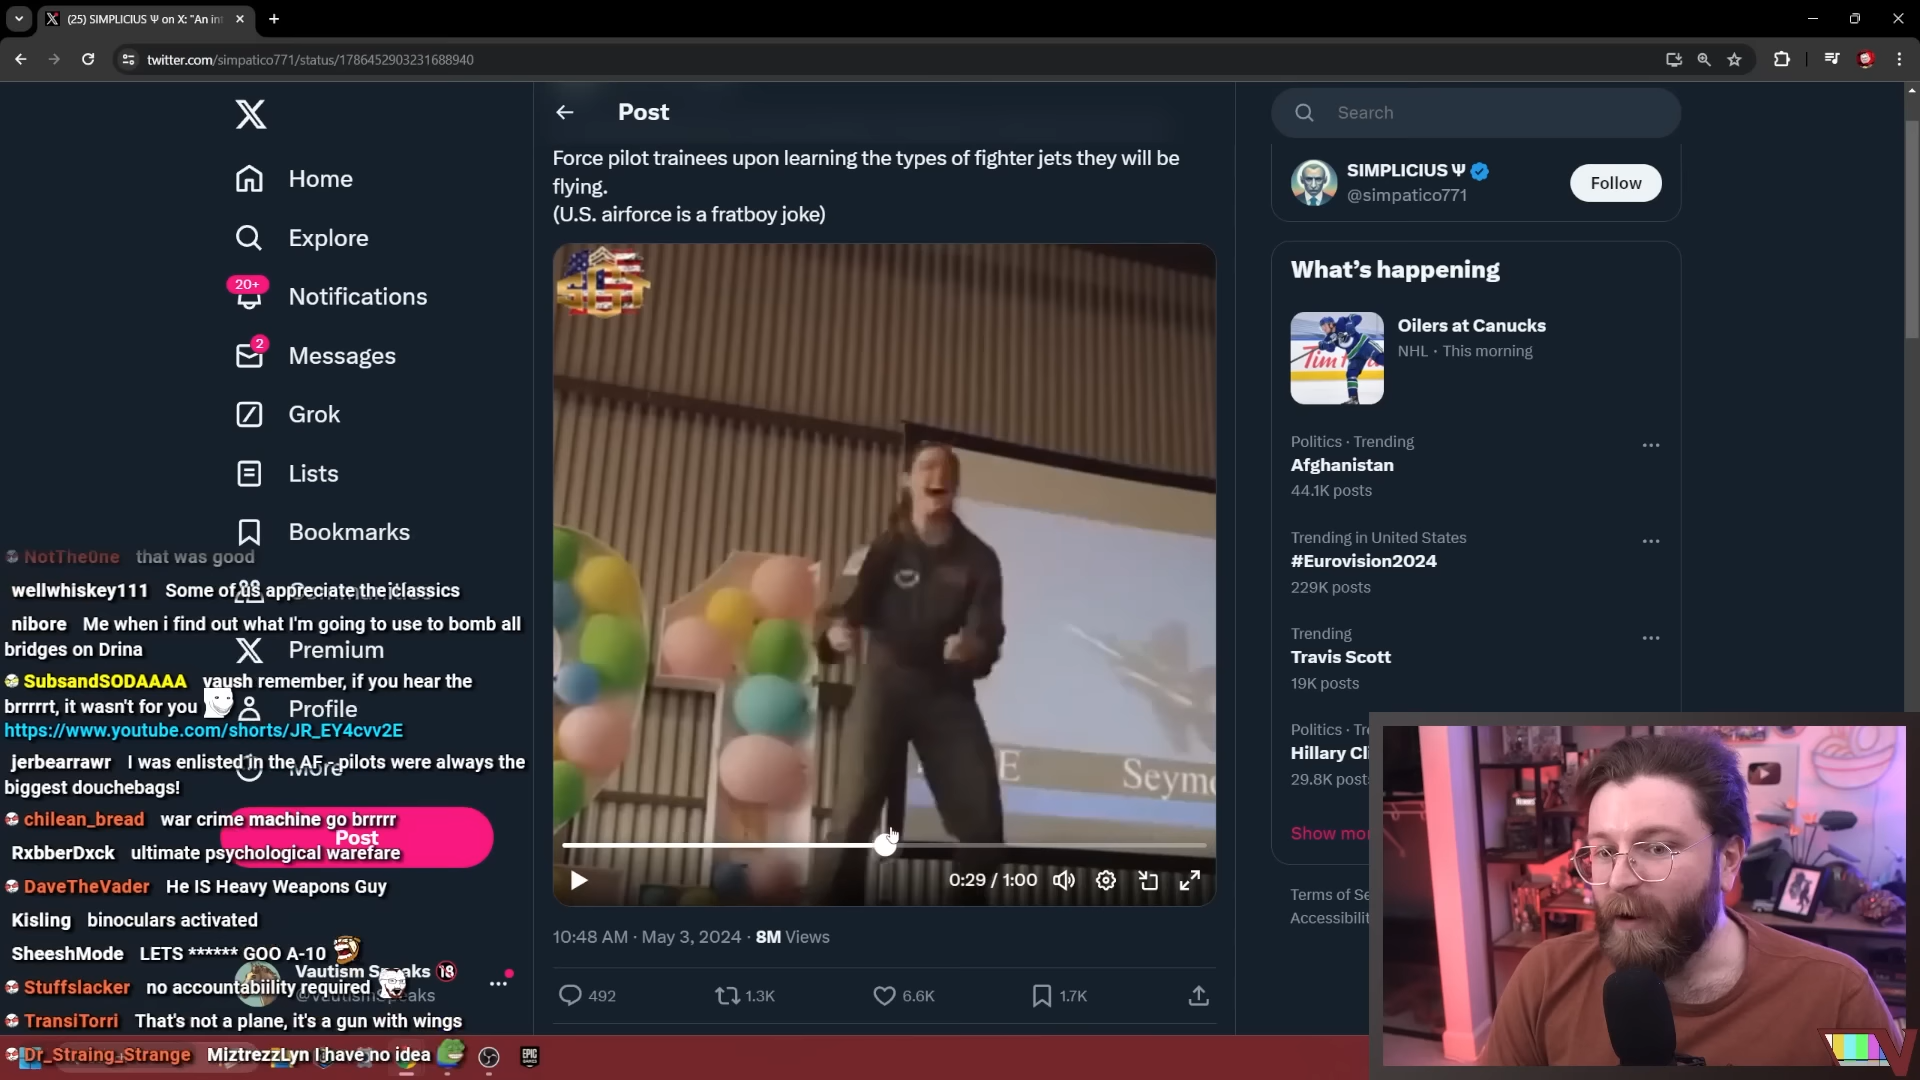 (25) SIMPLICIUS Ψ on X: "An in
twitter.com/simpatico771/status/1786452903231688940
Post
Force pilot trainees upon learning the types of fighter jets they will be
flying.
(U.S. airforce is a fratboy joke)
E
Seyme
0:29 / 1:00
10:48 AM · May 3, 2024 · 8M Views
492
1.3K
6.6K
1.7K
Home
Explore
20+
Notifications
2
Messages
Grok
Lists
Bookmarks
Premium
Profile
More
Post
Vautism Speaks
NotThe0ne that was good
wellwhiskey111 Some of us appreciate the classics
nibore Me when i find out what I'm going to use to bomb all
bridges on Drina
SubsandSODAAAA vaush remember, if you hear the
brrrrrt, it wasn't for you
https://www.youtube.com/shorts/JR_EY4cvv2E
jerbearrawr I was enlisted in the AF - pilots were always the
biggest douchebags!
chilean_bread war crime machine go brrrrr
RxbberDxck ultimate psychological warefare
DaveTheVader He IS Heavy Weapons Guy
Kisling binoculars activated
SheeshMode LETS ****** GOO A-10
Stuffslacker no accountabiility required
TransiTorri That's not a plane, it's a gun with wings
Dr_Straing_Strange MiztrezzLyn I have no idea
EPIC
GAMES
Search
SIMPLICIUS Ψ
@simpatico771
Follow
What's happening
Oilers at Canucks
NHL · This morning
Politics · Trending
Afghanistan
44.1K posts
Trending in United States
#Eurovision2024
229K posts
Trending
Travis Scott
19K posts
Politics · Tre
Hillary Cli
29.8K post
Show mo
Terms of Se
Accessibilit